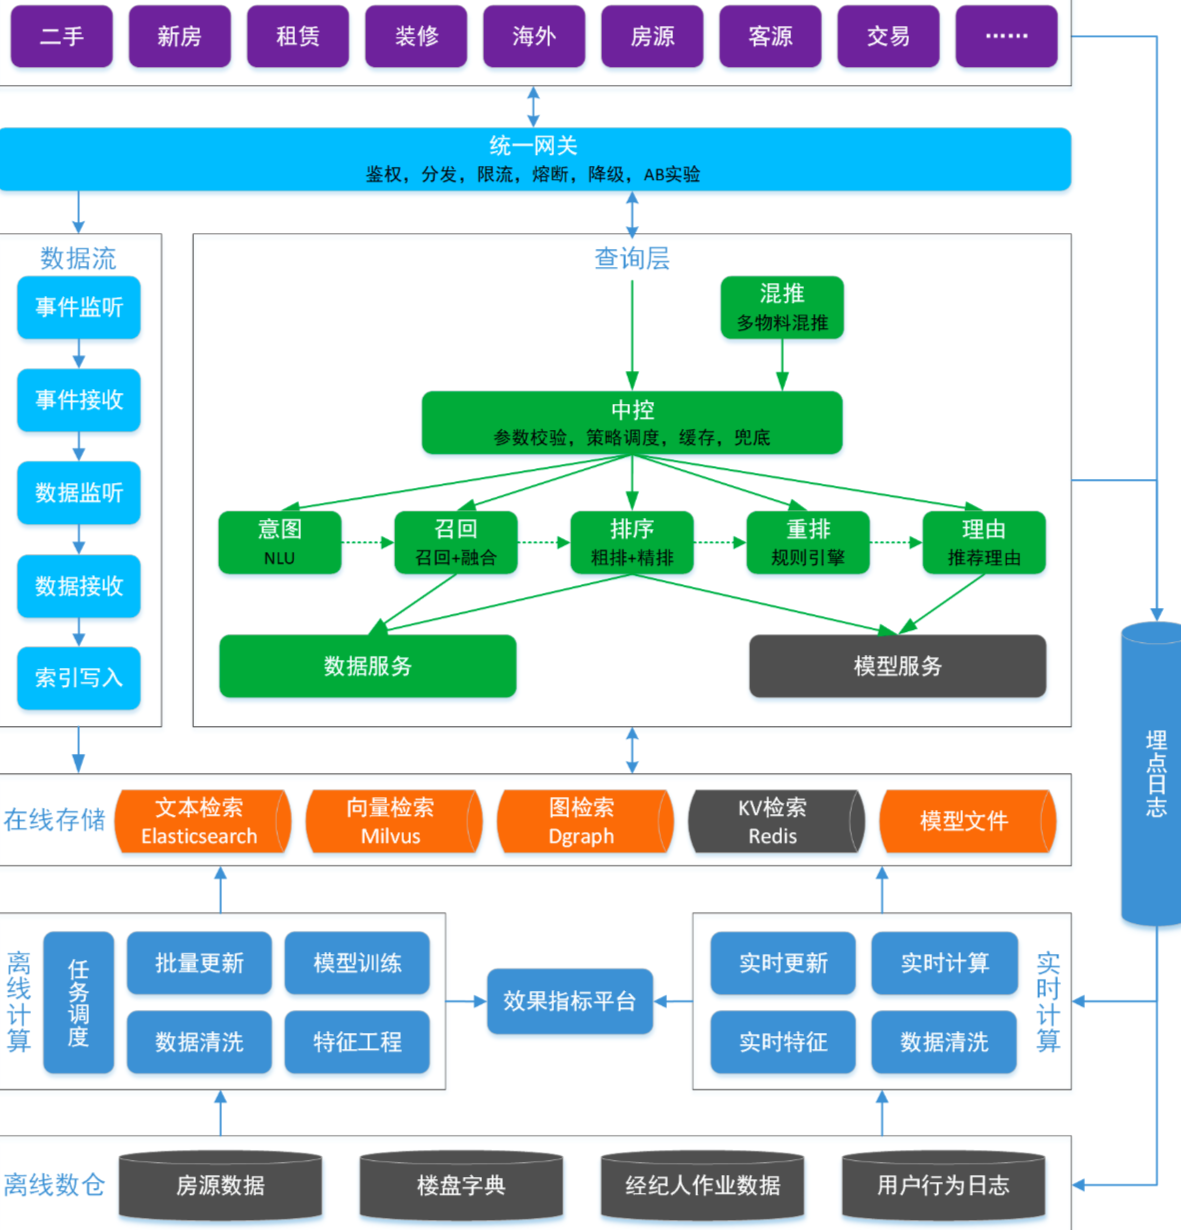 二手
新房
租赁
装修
海外
房源
客源
交易
······
统一网关
鉴权，分发，限流，熔断，降级，AB实验
数据流
事件监听
事件接收
数据监听
数据接收
索引写入
查询层
混推
多物料混推
中控
参数校验，策略调度，缓存，兜底
意图
NLU
召回
召回+融合
排序
粗排+精排
重排
规则引擎
理由
推荐理由
数据服务
模型服务
埋点日志
在线存储
文本检索
Elasticsearch
向量检索
Milvus
图检索
Dgraph
KV检索
Redis
模型文件
离线计算
任务调度
批量更新
模型训练
数据清洗
特征工程
效果指标平台
实时更新
实时计算
实时特征
数据清洗
实时计算
离线数仓
房源数据
楼盘字典
经纪人作业数据
用户行为日志